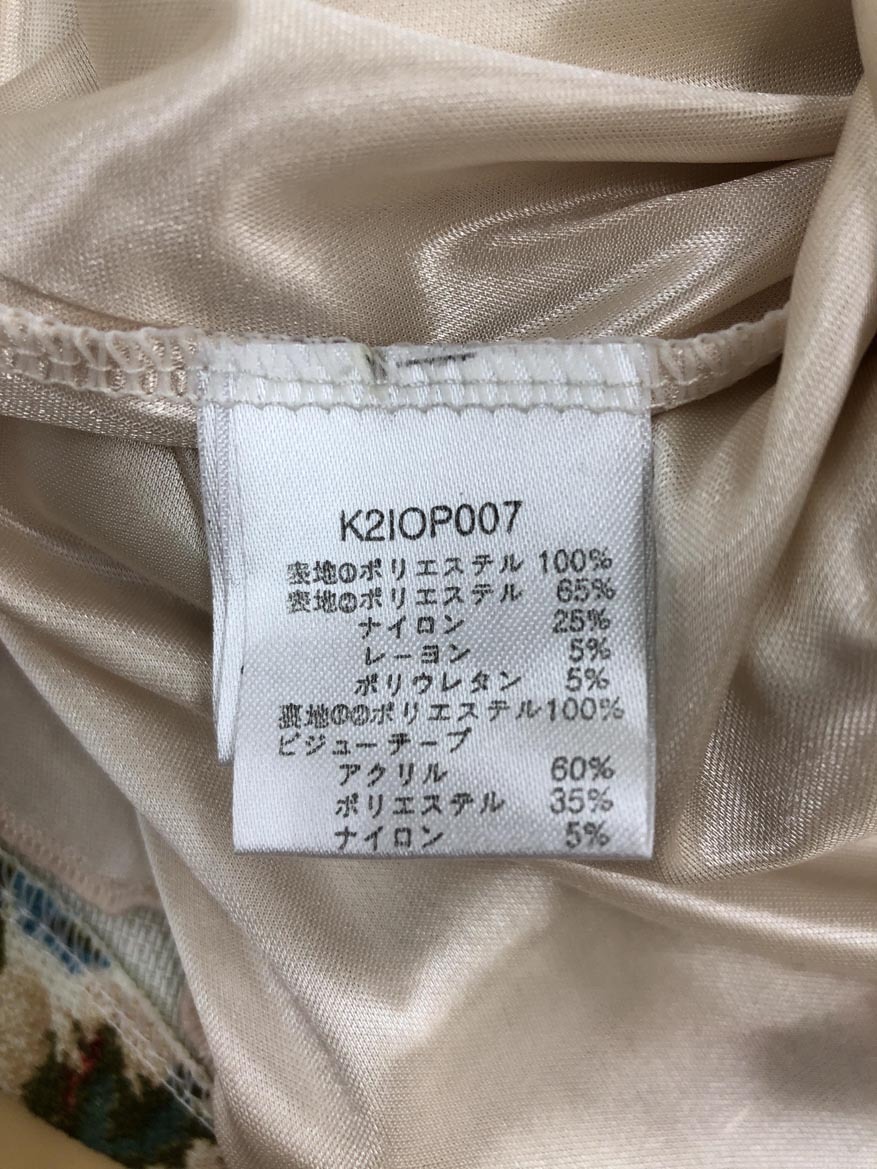 K2IOP007
表地①ポリエステル 100%
表地②ポリエステル 65%
ナイロン 25%
レーヨン 5%
ポリウレタン 5%
裏地①②ポリエステル100%
ビジューテープ
アクリル 60%
ポリエステル 35%
ナイロン 5%